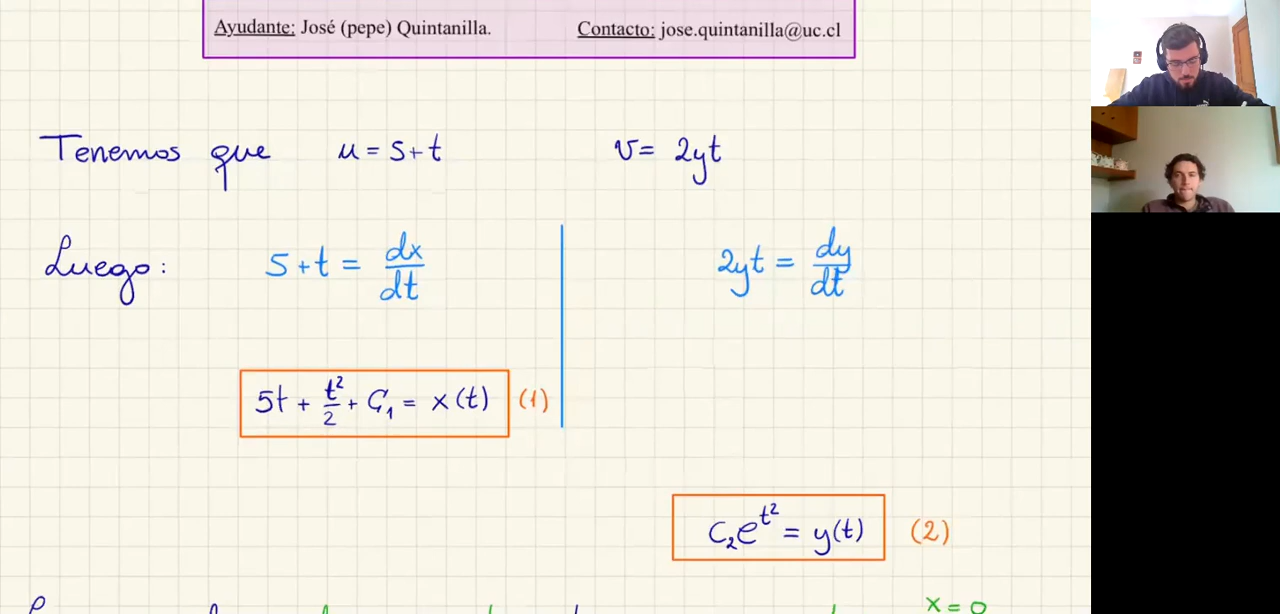 Ayudante: José (pepe) Quintanilla. Contacto: jose.quintanilla@uc.cl
Tenemos que u = 5+t v = 2yt
Luego: 5+t = dx/dt 2yt = dy/dt
5t + t²/2 + C₁ = x(t) (1)
C₂e^t² = y(t) (2)
x = 0